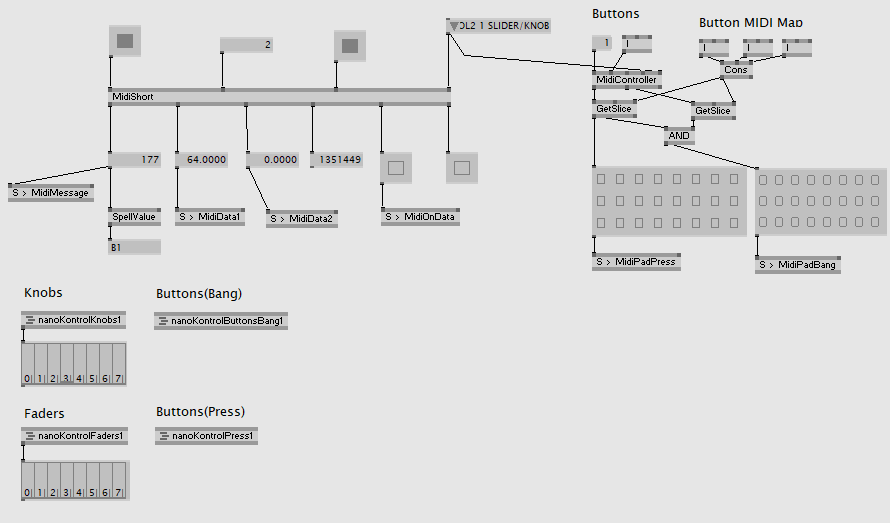 Buttons
Button MIDI Map
2
OL2 1 SLIDER/KNOB
1
I
I
I
I
MidiController
Cons
MidiShort
GetSlice
GetSlice
AND
177
64.0000
0.0000
1351449
S > MidiMessage
SpellValue
S > MidiData1
S > MidiData2
S > MidiOnData
B1
S > MidiPadPress
S > MidiPadBang
Knobs
Buttons(Bang)
nanoKontrolKnobs1
nanoKontrolButtonsBang1
0| 1| 2| 3| 4| 5| 6| 7|
Faders
Buttons(Press)
nanoKontrolFaders1
nanoKontrolPress1
0| 1| 2| 3| 4| 5| 6| 7|